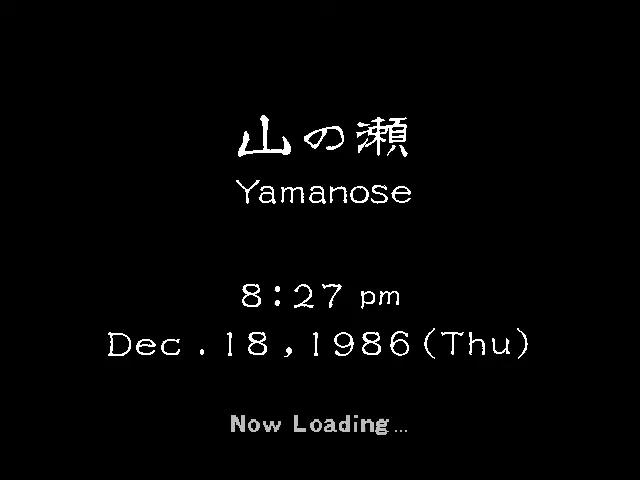 山の瀬
Yamanose
8:27 pm
Dec.18,1986(Thu)
Now Loading...